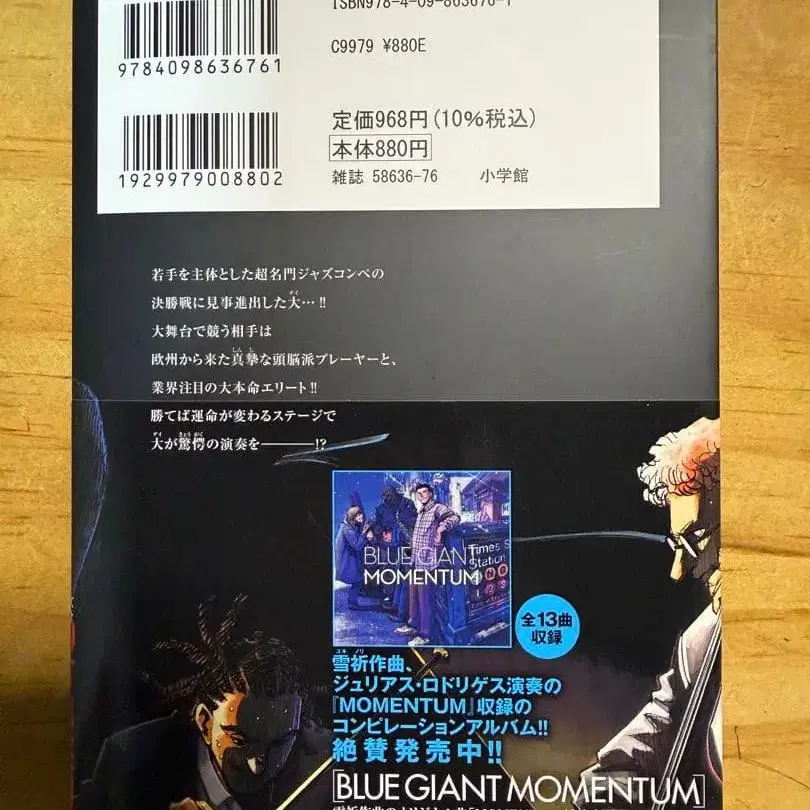 ISBN978-4-09-863676-1
C9979 ¥880E
9784098636761
定価968円(10%税込)
本体880円
雑誌 58636-76 小学館
1929979008802
若手を主体とした超名門ジャズコンペの
決勝戦に見事進出した大…!!
大舞台で競う相手は
欧州から来た真摯な頭脳派プレーヤーと、
業界注目の大本命エリート!!
勝てば運命が変わるステージで
大が驚愕の演奏を———!?
BLUE GIANT
MOMENTUM
Times S
Station
全13曲
収録
雪祈作曲、
ジュリアス・ロドリゲス演奏の
『MOMENTUM』収録の
コンピレーションアルバム!!
絶賛発売中!!
[BLUE GIANT MOMENTUM]